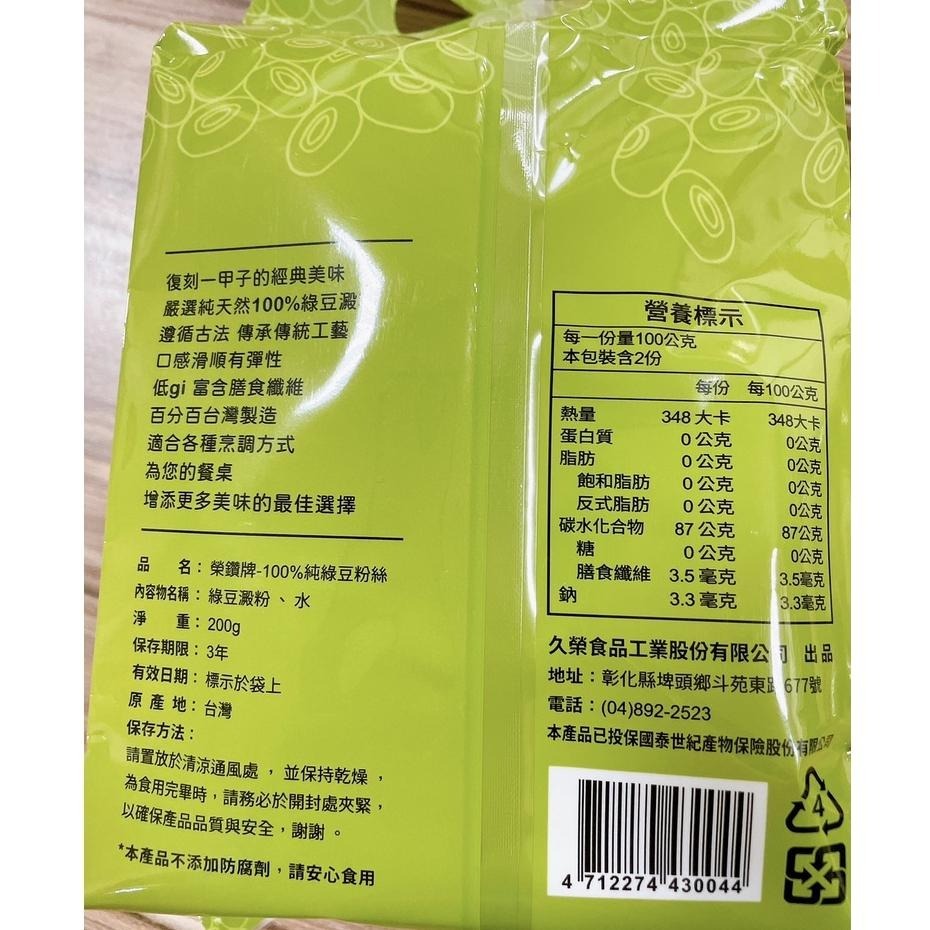 復刻一甲子的經典美味
嚴選純天然100%綠豆澱
遵循古法 傳承傳統工藝
口感滑順有彈性
低gi 富含膳食纖維
百分百台灣製造
適合各種烹調方式
為您的餐桌
增添更多美味的最佳選擇
品 名：榮鑽牌-100%純綠豆粉絲
內容物名稱：綠豆澱粉、水
淨 重：200g
保存期限：3年
有效日期：標示於袋上
原 產 地：台灣
保存方法：
請置放於清涼通風處，並保持乾燥，
為食用完畢時，請務必於開封處夾緊，
以確保產品品質與安全，謝謝。
*本產品不添加防腐劑，請安心食用
營養標示
每一份量100公克
本包裝含2份
每份 每100公克
熱量 348大卡 348大卡
蛋白質 0公克 0公克
脂肪 0公克 0公克
飽和脂肪 0公克 0公克
反式脂肪 0公克 0公克
碳水化合物 87公克 87公克
糖 0公克 0公克
膳食纖維 3.5毫克 3.5毫克
鈉 3.3毫克 3.3毫克
久榮食品工業股份有限公司 出品
地址：彰化縣埤頭鄉斗苑東路677號
電話：(04)892-2523
本產品已投保國泰世紀產物保險股份有限公司
4
4 712274 430044